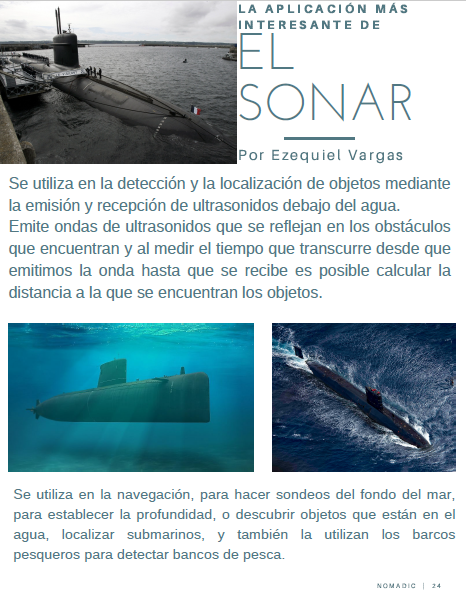 LA APLICACIÓN MÁS
INTERESANTE DE
EL
SONAR
Por Ezequiel Vargas
Se utiliza en la detección y la localización de objetos mediante
la emisión y recepción de ultrasonidos debajo del agua.
Emite ondas de ultrasonidos que se reflejan en los obstáculos
que encuentran y al medir el tiempo que transcurre desde que
emitimos la onda hasta que se recibe es posible calcular la
distancia a la que se encuentran los objetos.
Se utiliza en la navegación, para hacer sondeos del fondo del mar,
para establecer la profundidad, o descubrir objetos que están en el
agua, localizar submarinos, y también la utilizan los barcos
pesqueros para detectar bancos de pesca.
NOMADIC | 24